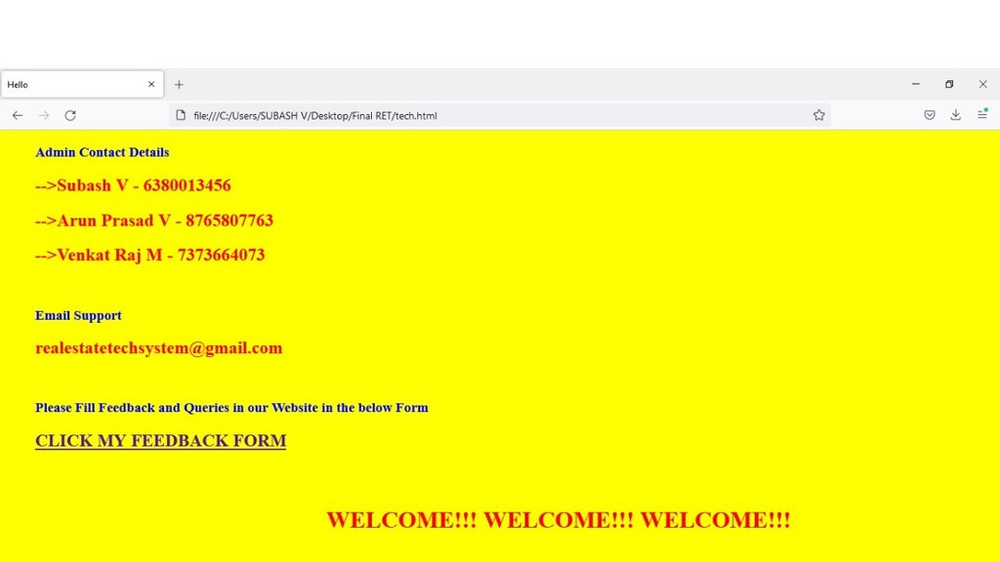 Hello
file:///C:/Users/SUBASH V/Desktop/Final RET/tech.html
Admin Contact Details
-->Subash V - 6380013456
-->Arun Prasad V - 8765807763
-->Venkat Raj M - 7373664073
Email Support
realestatetechsystem@gmail.com
Please Fill Feedback and Queries in our Website in the below Form
CLICK MY FEEDBACK FORM
WELCOME!!! WELCOME!!! WELCOME!!!